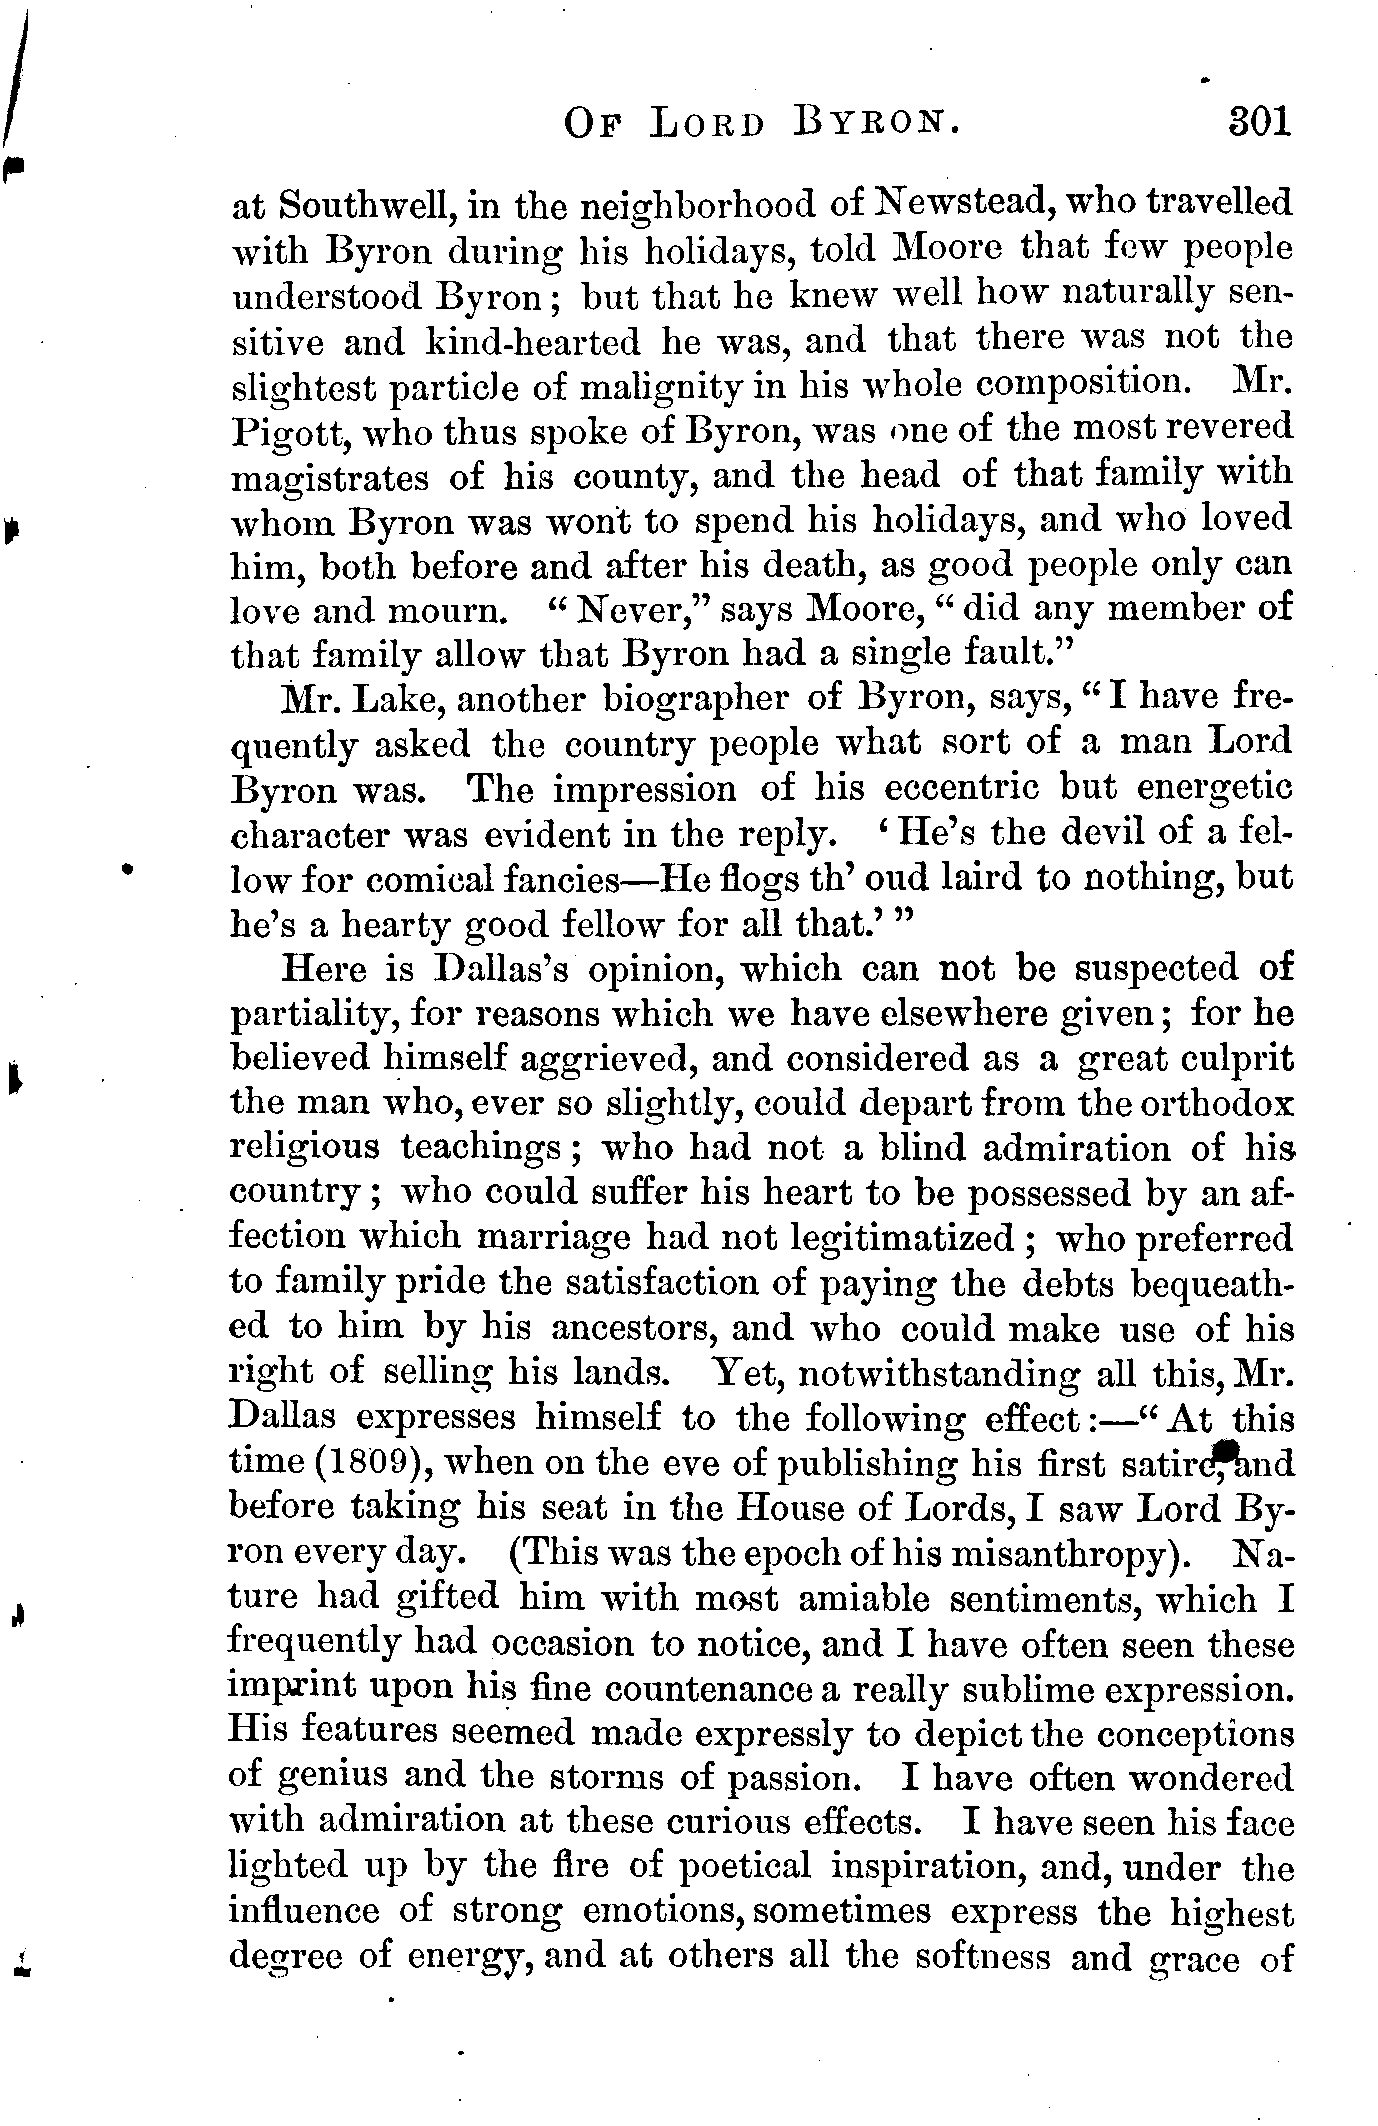 OF LORD BYRON. 301
at Southwell, in the neighborhood of Newstead, who travelled
with Byron during his holidays, told Moore that few people
understood Byron; but that he knew well how naturally sen-
sitive and kind-hearted he was, and that there was not the
slightest particle of malignity in his whole composition. Mr.
Pigott, who thus spoke of Byron, was one of the most revered
magistrates of his county, and the head of that family with
whom Byron was wont to spend his holidays, and who loved
him, both before and after his death, as good people only can
love and mourn. “Never,” says Moore, “did any member of
that family allow that Byron had a single fault.”
Mr. Lake, another biographer of Byron, says, “I have fre-
quently asked the country people what sort of a man Lord
Byron was. The impression of his eccentric but energetic
character was evident in the reply. ‘He’s the devil of a fel-
low for comical fancies—He flogs th’ oud laird to nothing, but
he’s a hearty good fellow for all that.’”
Here is Dallas’s opinion, which can not be suspected of
partiality, for reasons which we have elsewhere given; for he
believed himself aggrieved, and considered as a great culprit
the man who, ever so slightly, could depart from the orthodox
religious teachings; who had not a blind admiration of his
country; who could suffer his heart to be possessed by an af-
fection which marriage had not legitimatized; who preferred
to family pride the satisfaction of paying the debts bequeath-
ed to him by his ancestors, and who could make use of his
right of selling his lands. Yet, notwithstanding all this, Mr.
Dallas expresses himself to the following effect:—“At this
time (1809), when on the eve of publishing his first satire, and
before taking his seat in the House of Lords, I saw Lord By-
ron every day. (This was the epoch of his misanthropy). Na-
ture had gifted him with most amiable sentiments, which I
frequently had occasion to notice, and I have often seen these
imprint upon his fine countenance a really sublime expression.
His features seemed made expressly to depict the conceptions
of genius and the storms of passion. I have often wondered
with admiration at these curious effects. I have seen his face
lighted up by the fire of poetical inspiration, and, under the
influence of strong emotions, sometimes express the highest
degree of energy, and at others all the softness and grace of